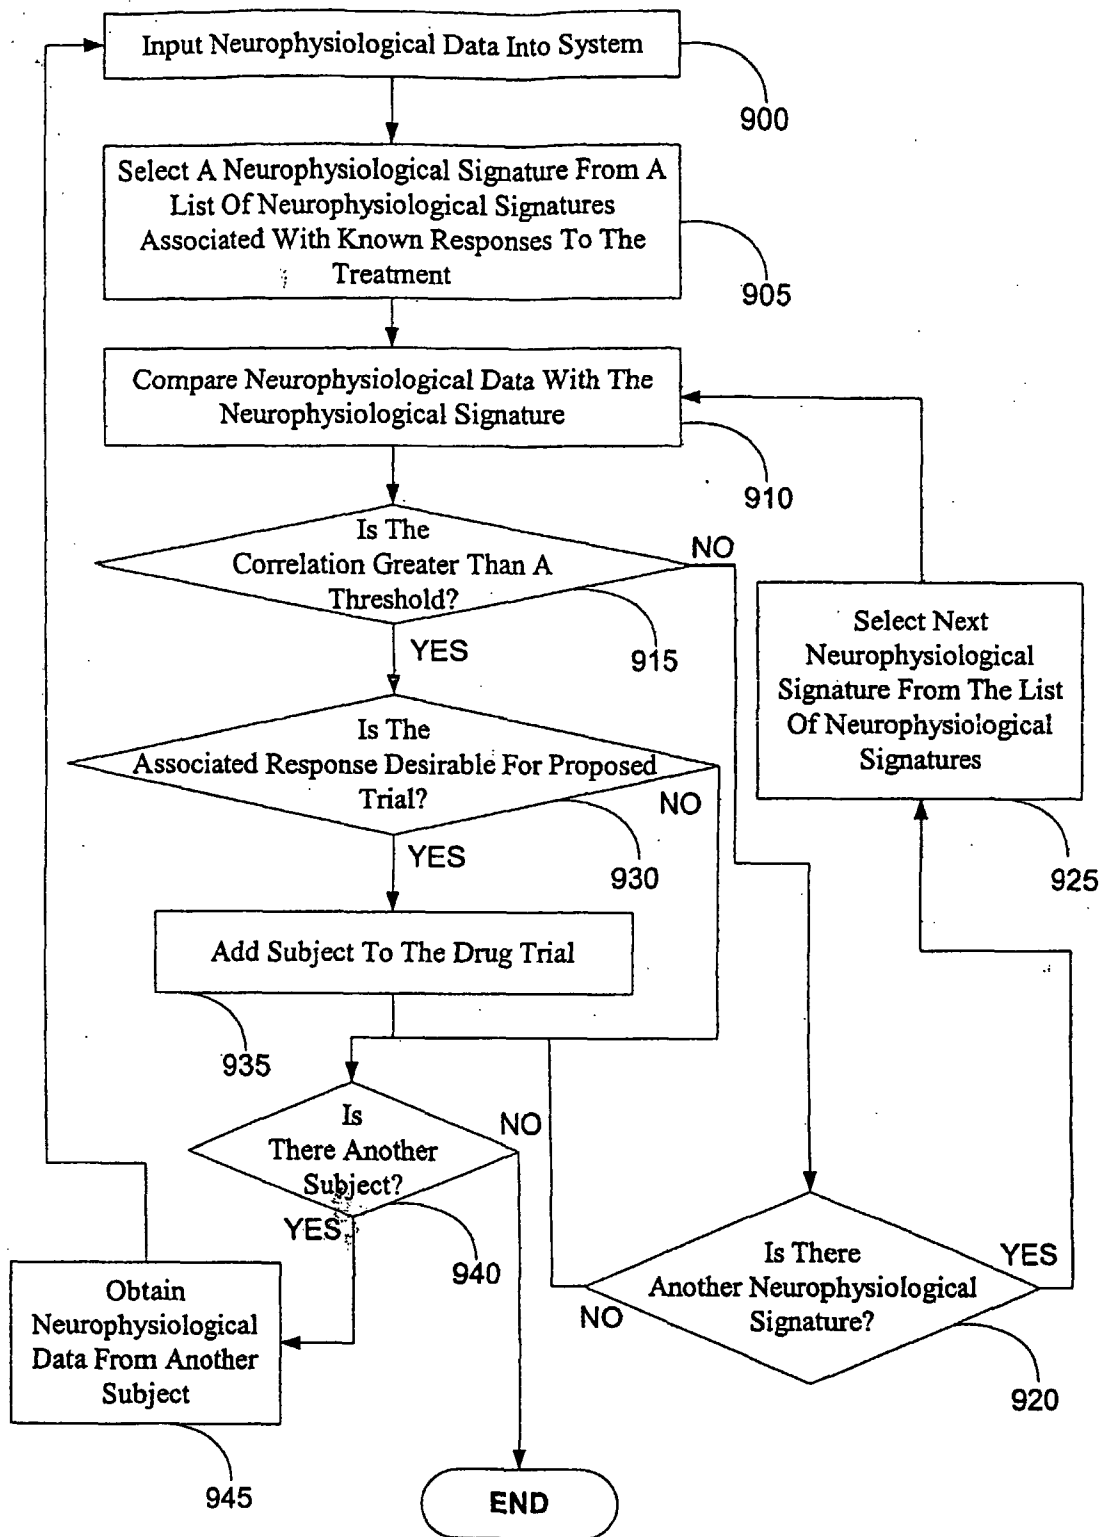 Input Neurophysiological Data Into System
900
Select A Neurophysiological Signature From A
List Of Neurophysiological Signatures
Associated With Known Responses To The
Treatment
905
Compare Neurophysiological Data With The
Neurophysiological Signature
910
Is The
Correlation Greater Than A
Threshold?
NO
YES
915
Select Next
Neurophysiological
Signature From The List
Of Neurophysiological
Signatures
925
Is The
Associated Response Desirable For Proposed
Trial?
NO
YES
930
Add Subject To The Drug Trial
935
Is
There Another
Subject?
NO
YES
940
Obtain
Neurophysiological
Data From Another
Subject
945
Is There
Another Neurophysiological
Signature?
YES
NO
920
END